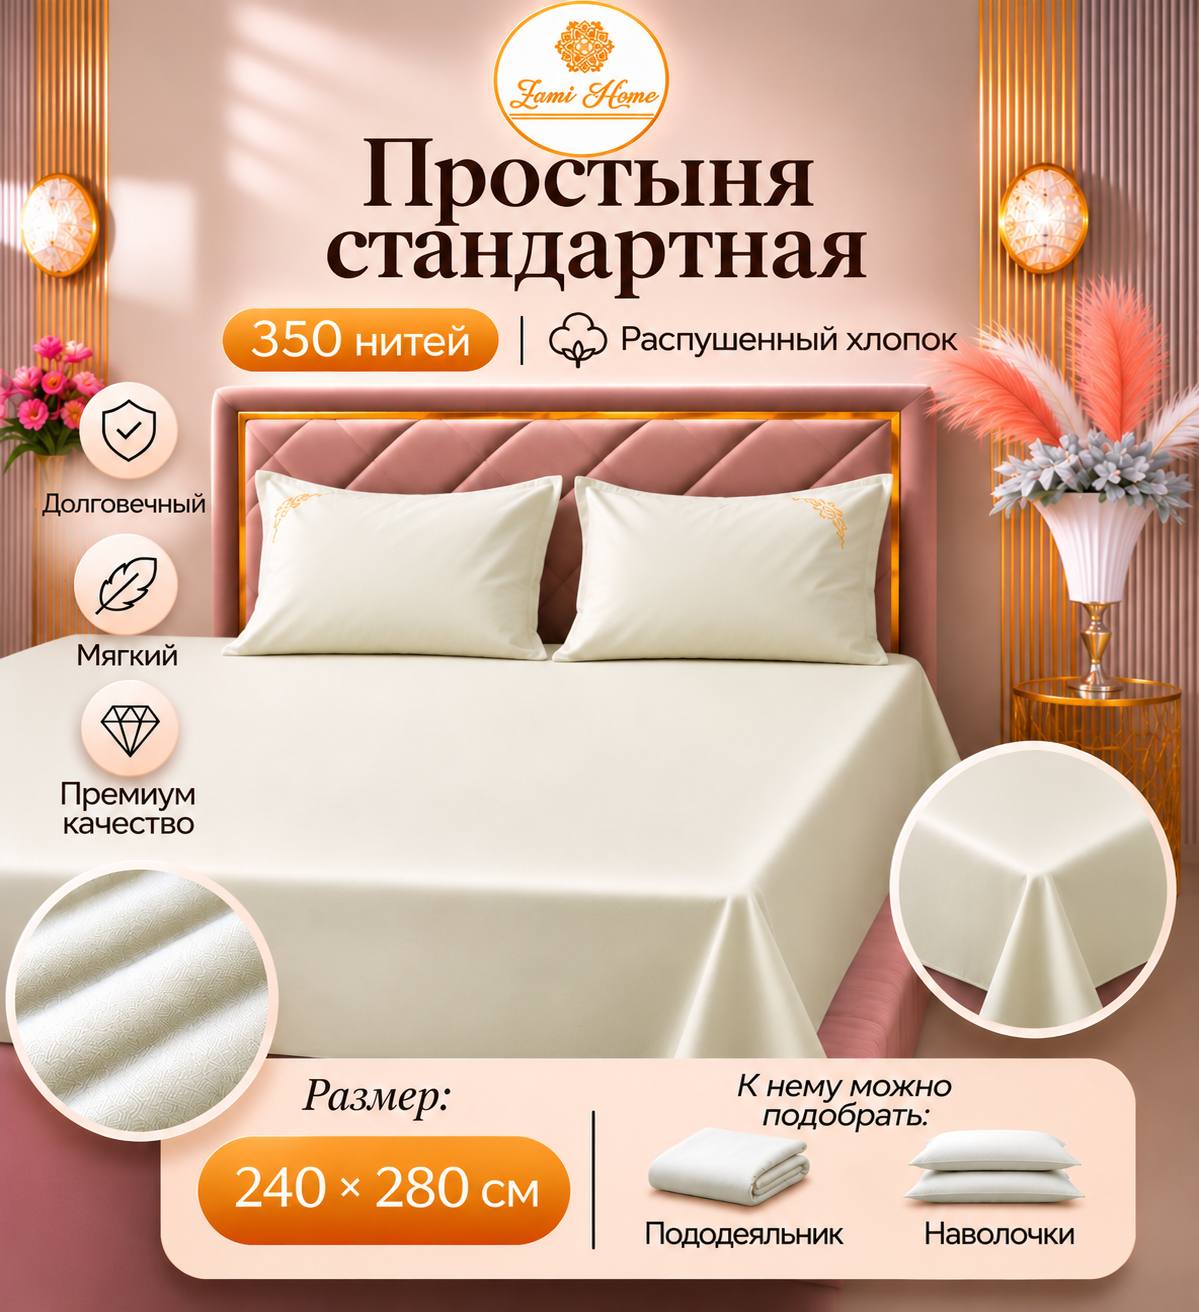 Zami Home
Простыня
стандартная
350 нитей
Распушенный хлопок
Долговечный
Мягкий
Премиум
качество
Размер:
240 × 280 см
К нему можно
подобрать:
Пододеяльник
Наволочки